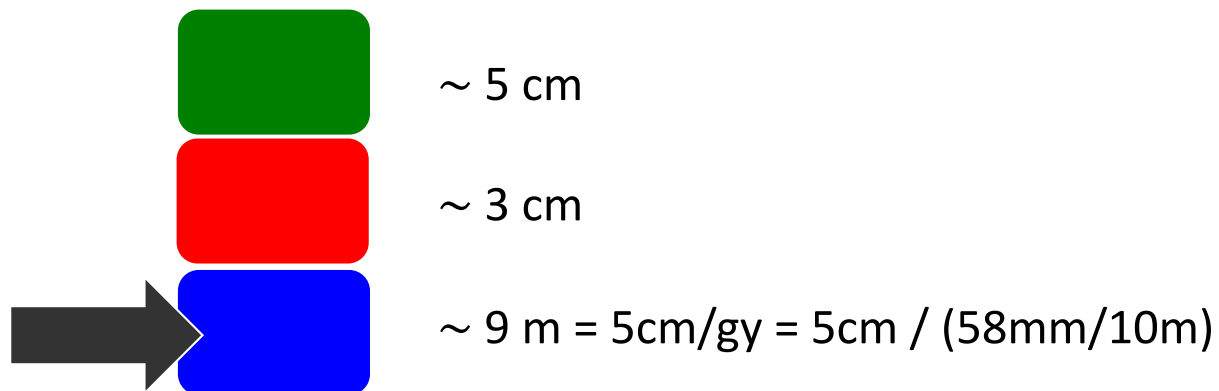 ~ 5 cm
~ 3 cm
~ 9 m = 5cm/gy = 5cm / (58mm/10m)